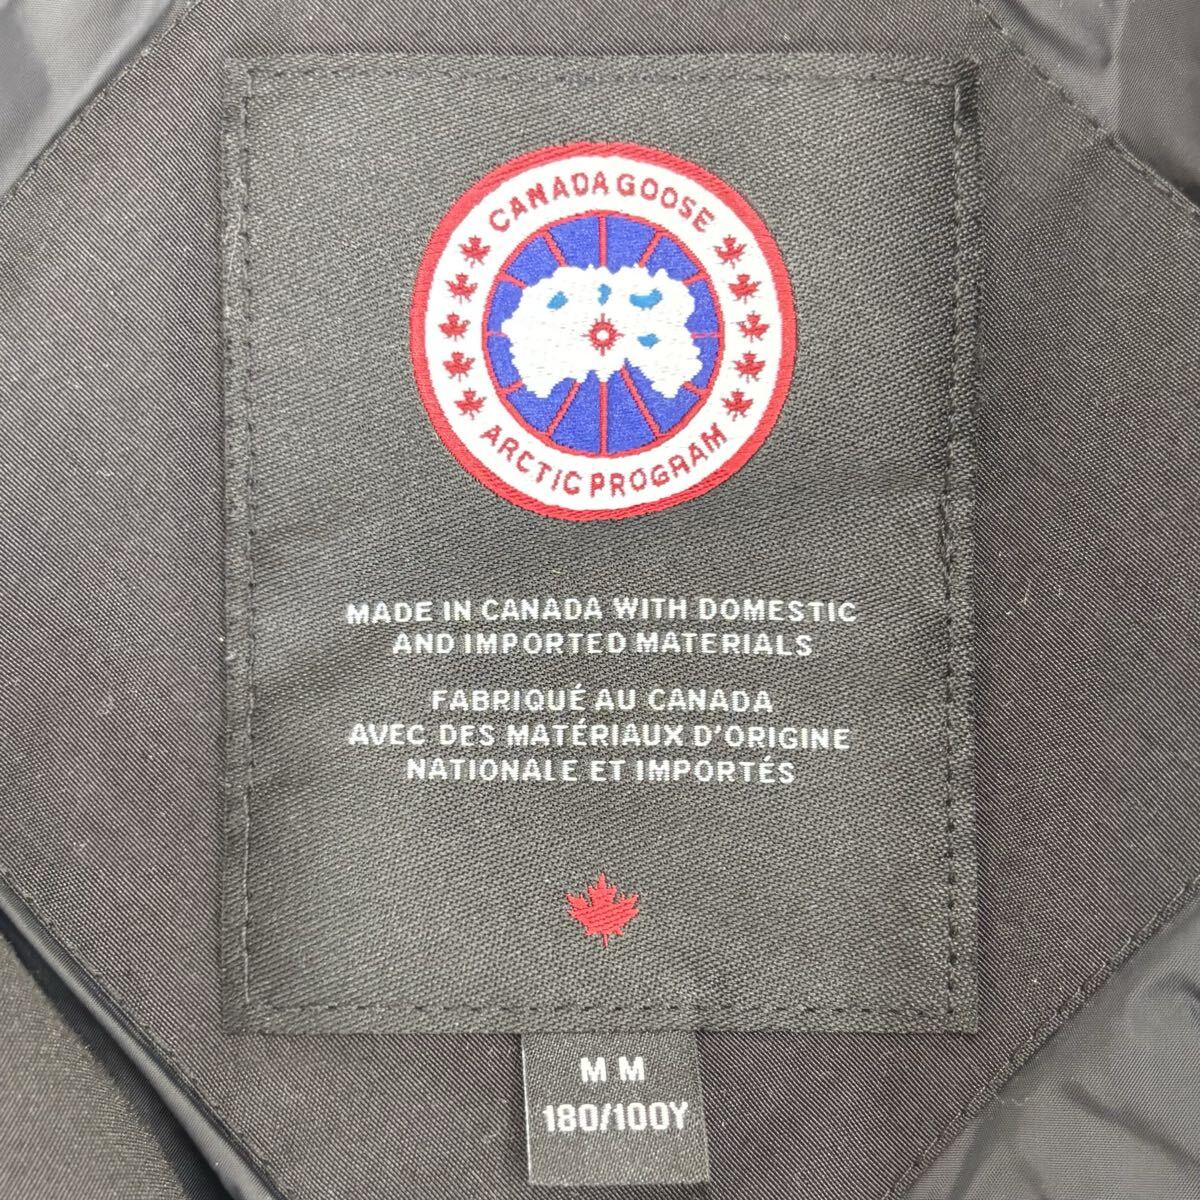 CANADA GOOSE
ARCTIC PROGRAM
MADE IN CANADA WITH DOMESTIC
AND IMPORTED MATERIALS
FABRIQUÉ AU CANADA
AVEC DES MATÉRIAUX D'ORIGINE
NATIONALE ET IMPORTÉS
M M
180/100Y